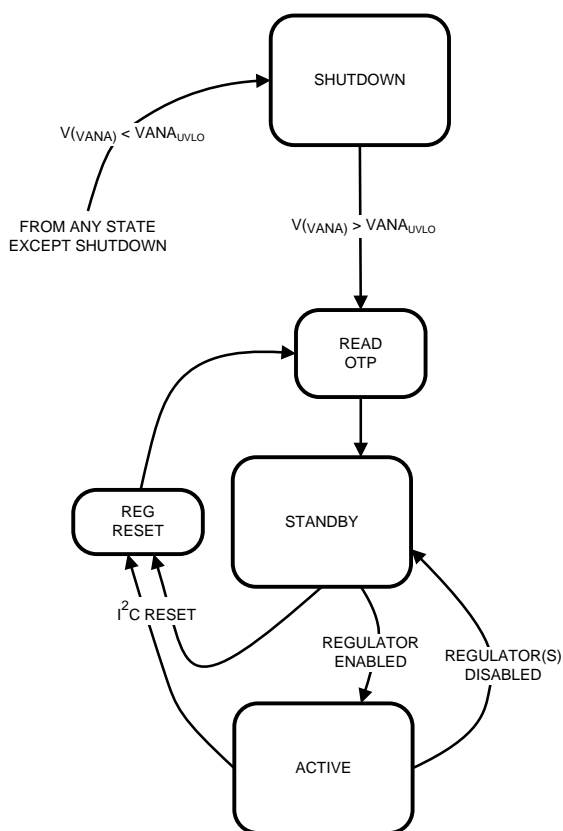 SHUTDOWN
V(VANA) < VANAUVLO
FROM ANY STATE
EXCEPT SHUTDOWN
V(VANA) > VANAUVLO
READ
OTP
REG
RESET
STANDBY
I2C RESET
REGULATOR
ENABLED
REGULATOR(S)
DISABLED
ACTIVE